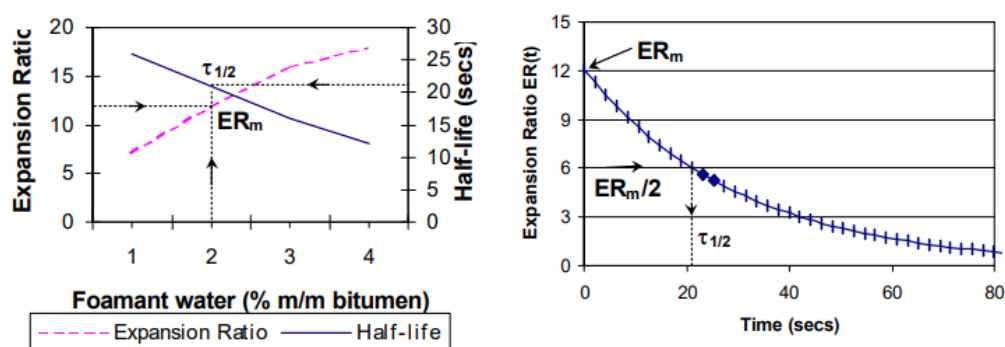 Expansion Ratio
20
15
10
5
0
1 2 3 4
τ1/2
ERm
30
25
20
15
10
5
0
Half-life (secs)
Foamant water (% m/m bitumen)
Expansion Ratio Half-life
Expansion Ratio ER(t)
15
12
9
6
3
0
0 20 40 60 80
ERm
ERm/2
τ1/2
Time (secs)